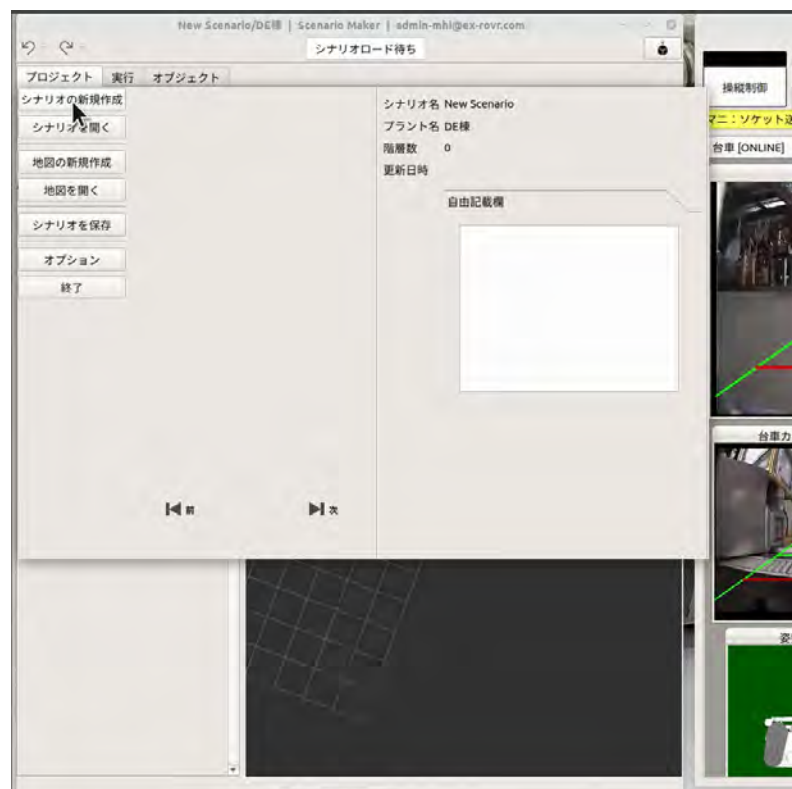 New Scenario/DE棟 | Scenario Maker | admin-mhi@ex-rovr.com
シナリオロード待ち
プロジェクト 実行 オブジェクト
シナリオの新規作成
シナリオを開く
地図の新規作成
地図を開く
シナリオを保存
オプション
終了
前 次
シナリオ名 New Scenario
プラント名 DE棟
階層数 0
更新日時
自由記載欄
操縦制御
マニ：ソケット送
台車 [ONLINE]
台車カ
姿